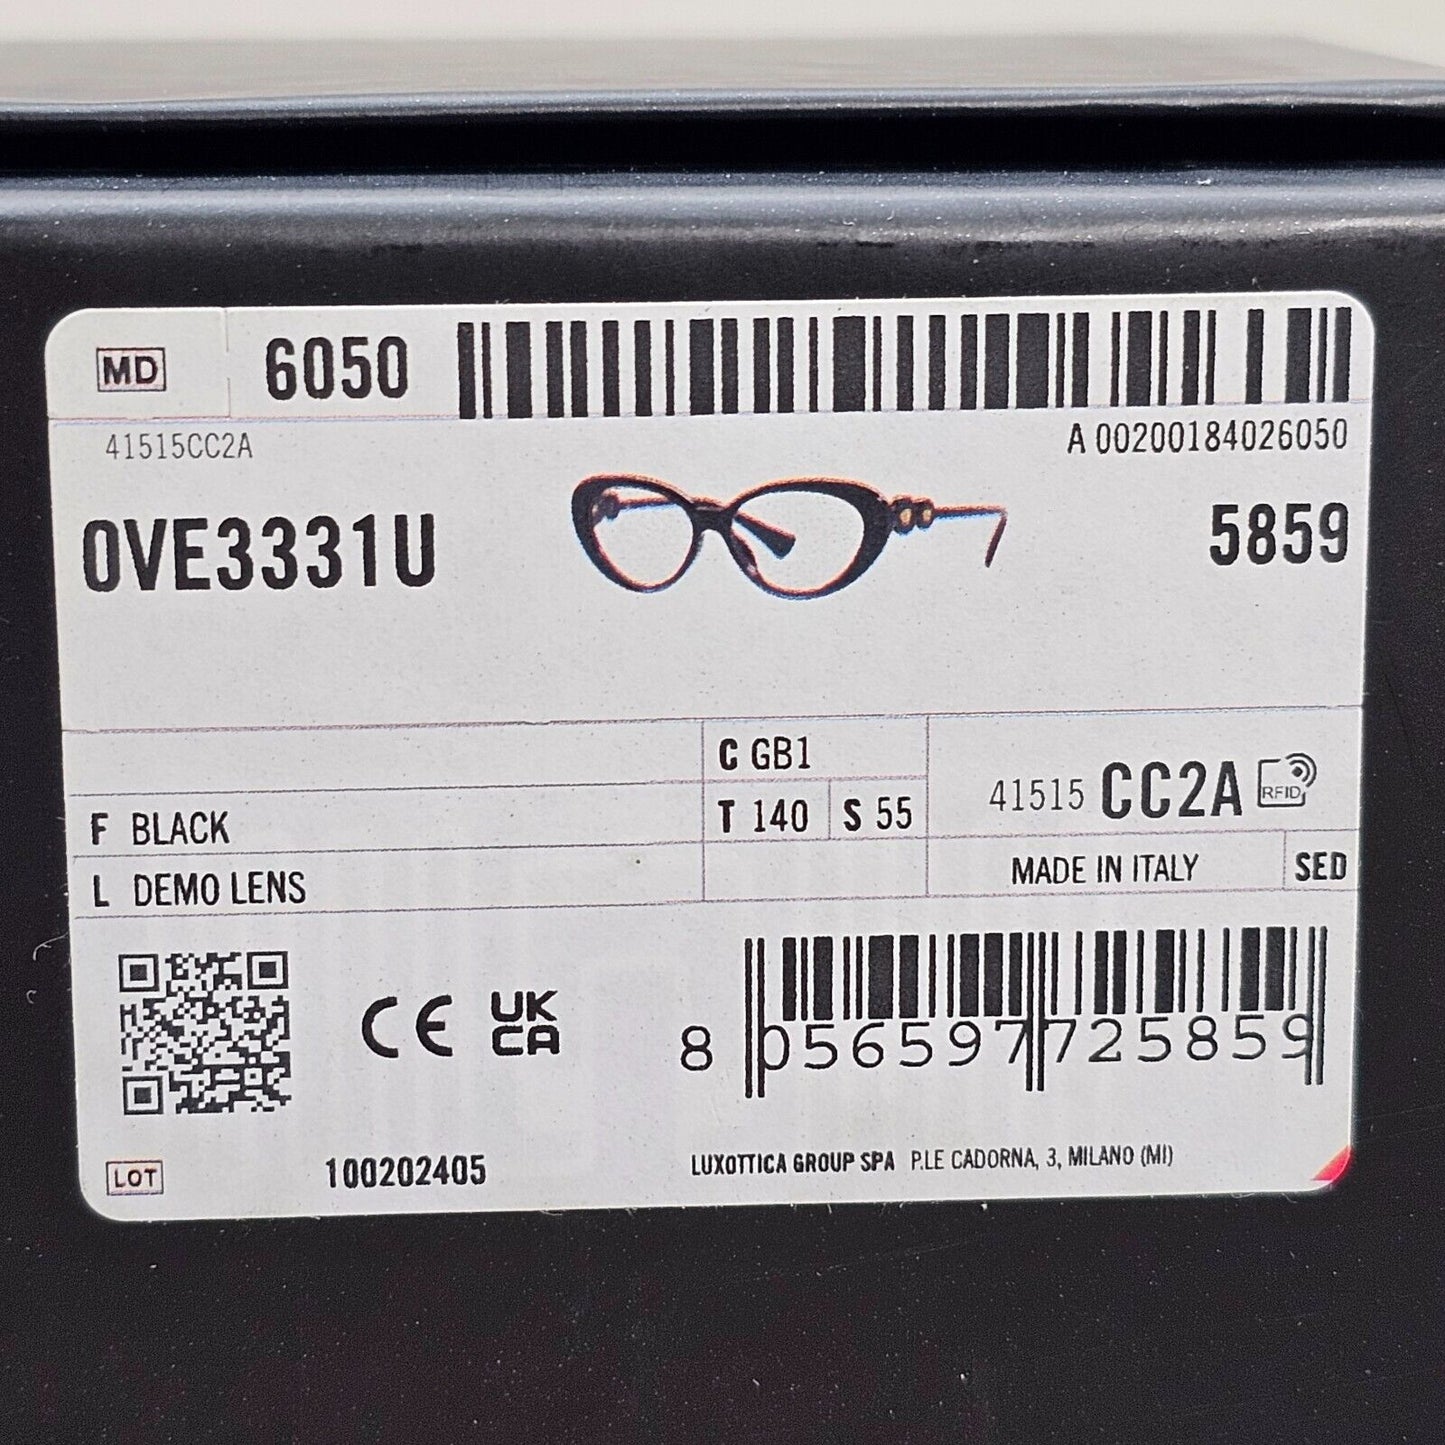 MD 6050
41515CC2A A 00200184026050
0VE3331U 5859
C GB1
F BLACK T 140 S 55 41515 CC2A RFID
L DEMO LENS MADE IN ITALY SED
CE UK
CA
8 056597 725859
LOT 100202405 LUXOTTICA GROUP SPA P.LE CADORNA, 3, MILANO (MI)